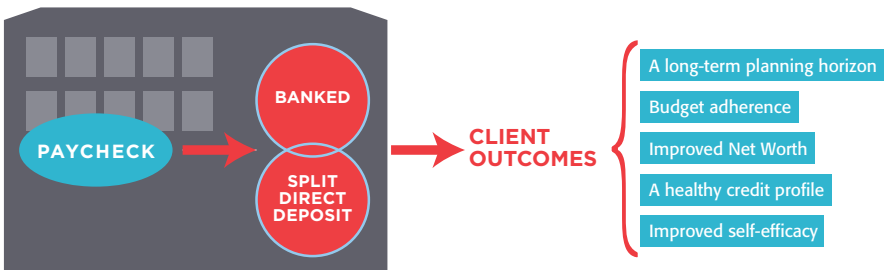 PAYCHECK
BANKED
SPLIT
DIRECT
DEPOSIT
CLIENT
OUTCOMES
A long-term planning horizon
Budget adherence
Improved Net Worth
A healthy credit profile
Improved self-efficacy